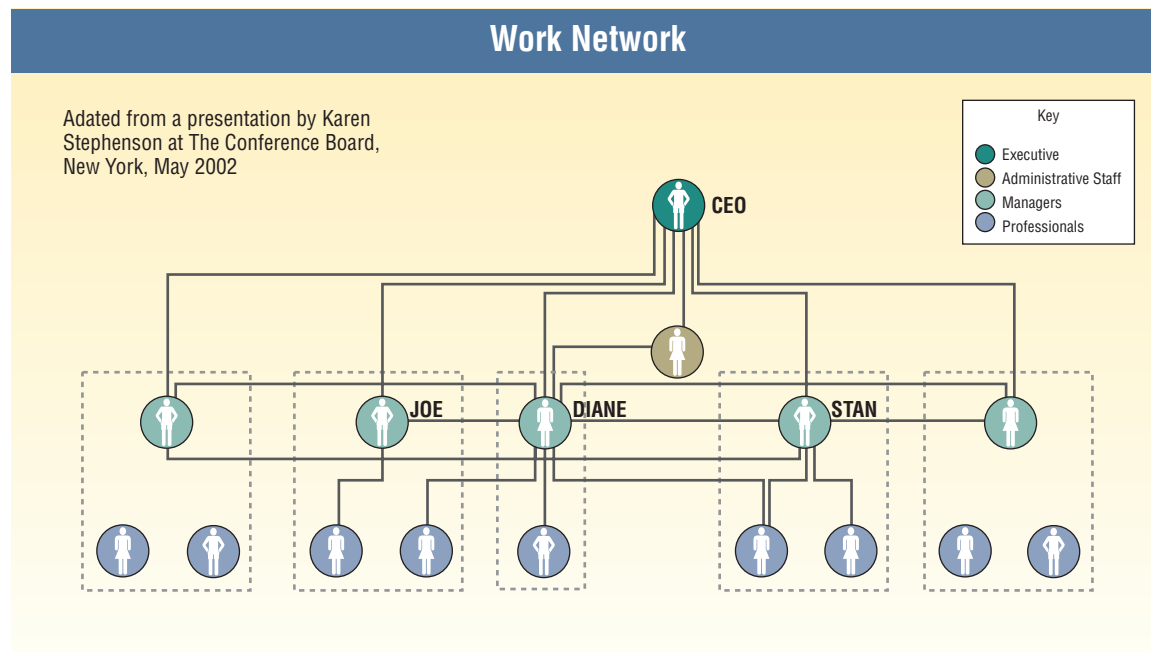 Work Network
Adated from a presentation by Karen
Stephenson at The Conference Board,
New York, May 2002
Key
Executive
Administrative Staff
Managers
Professionals
CEO
JOE
DIANE
STAN